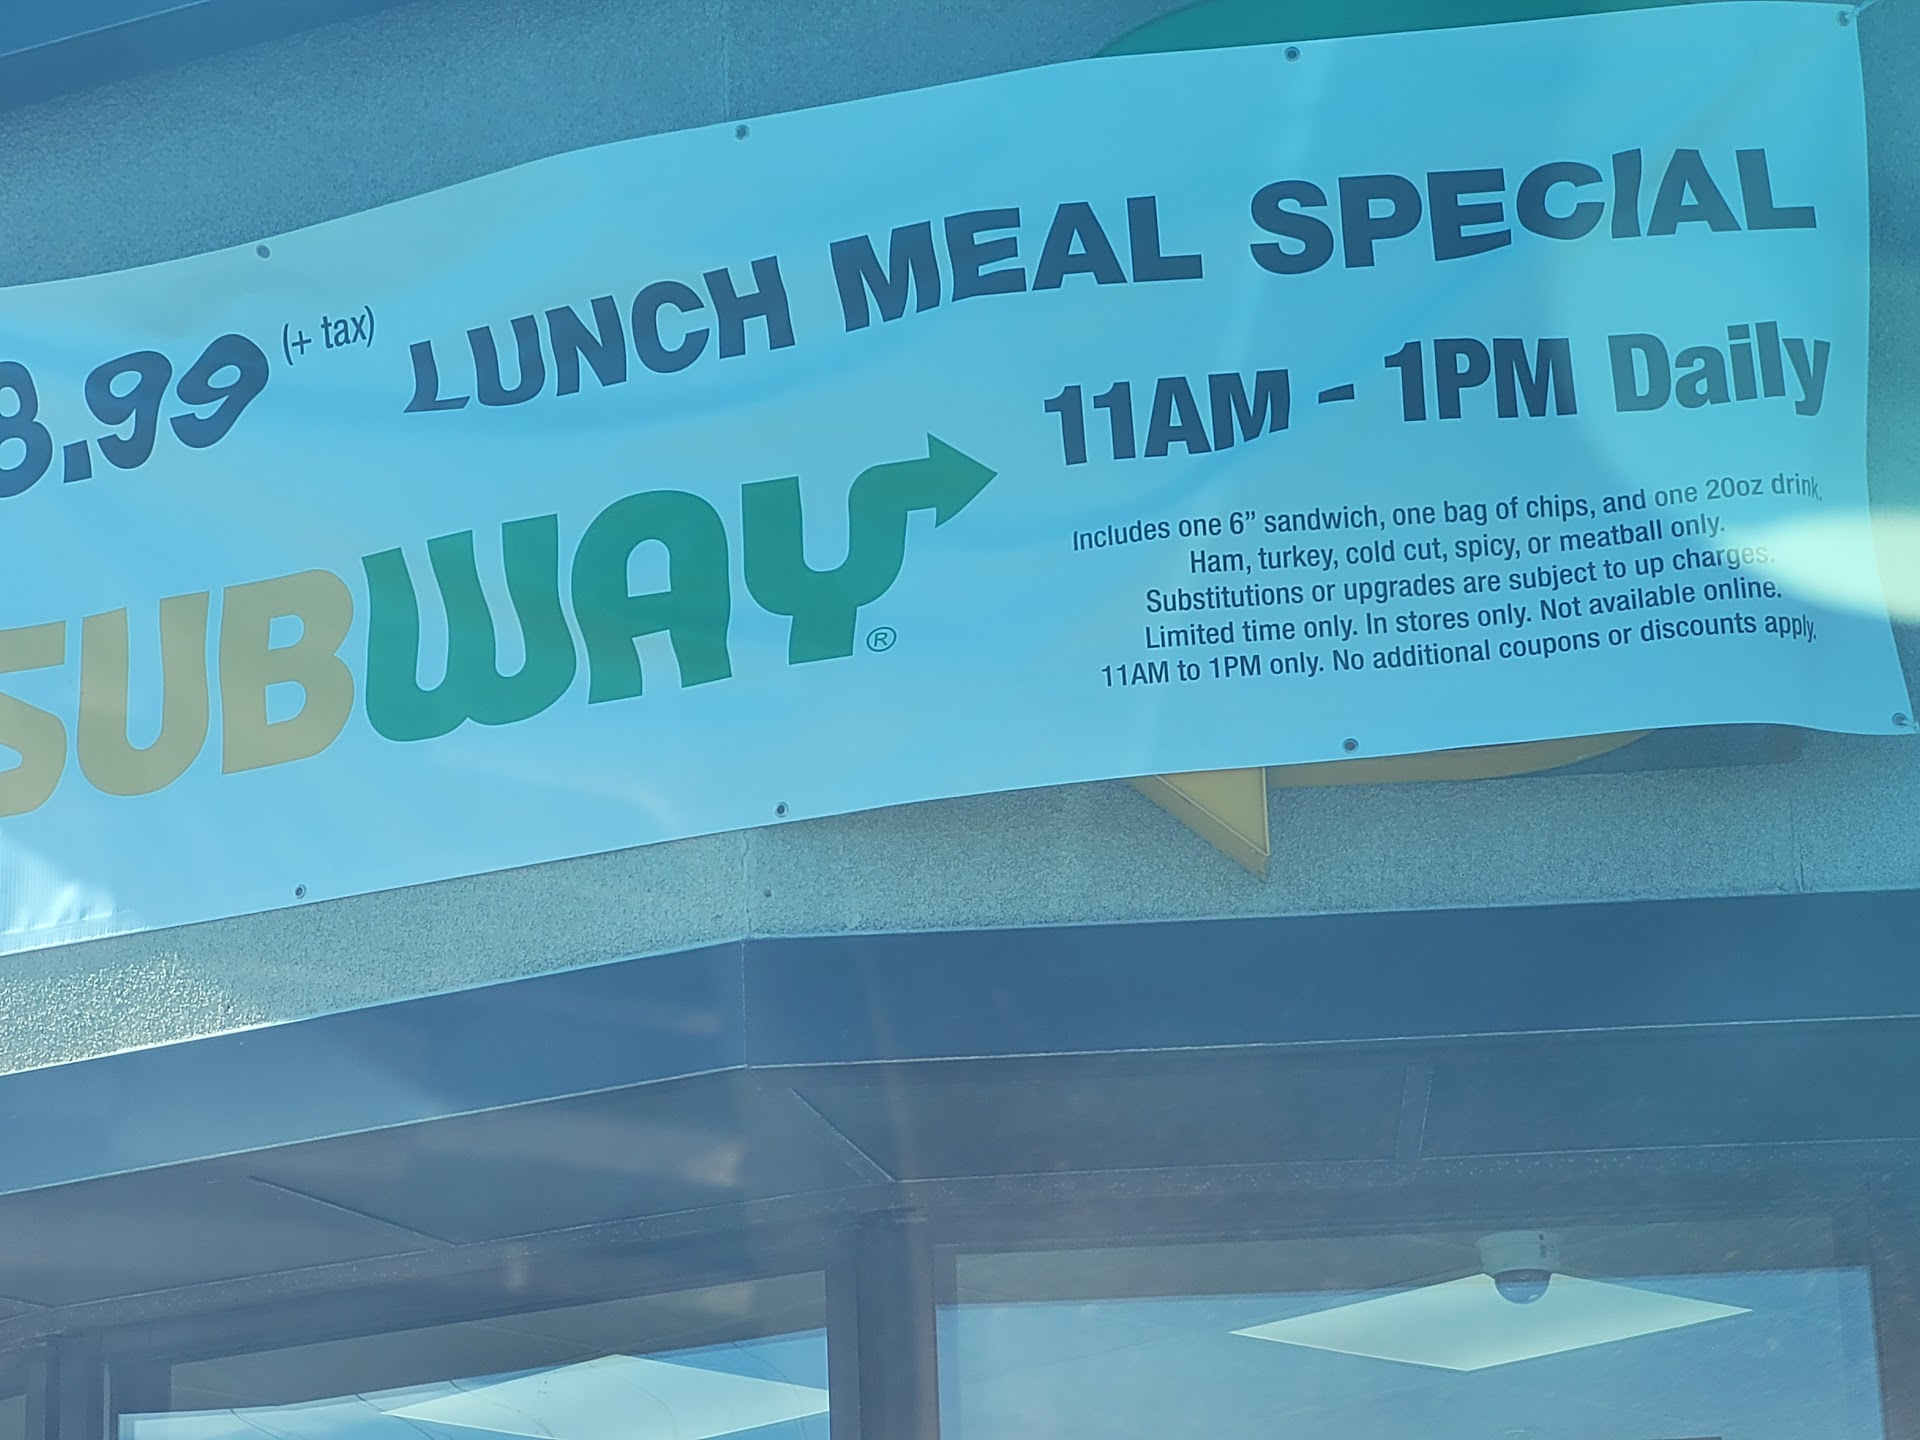 8.99 (+ tax) LUNCH MEAL SPECIAL
SUBWAY®
11AM - 1PM Daily
Includes one 6” sandwich, one bag of chips, and one 20oz drink.
Ham, turkey, cold cut, spicy, or meatball only.
Substitutions or upgrades are subject to up charges.
Limited time only. In stores only. Not available online.
11AM to 1PM only. No additional coupons or discounts apply.